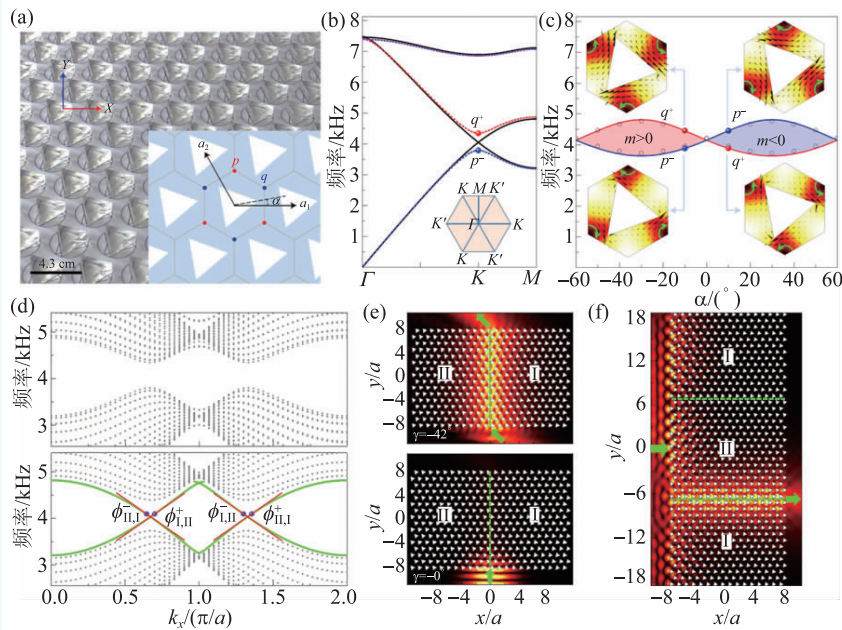 (a)
Y
X
4.3 cm
a₂
p
q
α
a₁
(b)
频率/kHz
7
6
5
4
3
2
1
q⁺
p⁻
K M K′
K′ Γ K
K K′
Γ K M
(c)
频率/kHz
8
7
6
5
4
3
2
1
0
q⁺
p⁻
m>0
m<0
p⁻
q⁺
−60 −40 −20 0 20 40 60
α/(°)
(d)
频率/kHz
5
4
3
频率/kHz
5
4
3
ϕ⁻II,I
ϕ⁺I,II
ϕ⁻I,II
ϕ⁺II,I
0 0.5 1.0 1.5 2.0
kₓ/(π/a)
(e)
y/a
8
4
0
−4
−8
II
I
γ=−42°
y/a
8
4
0
−4
−8
II
I
γ=−0°
−8 −4 0 4 8
x/a
(f)
y/a
18
12
6
0
−6
−12
−18
I
II
I
−8 −4 0 4 8
x/a